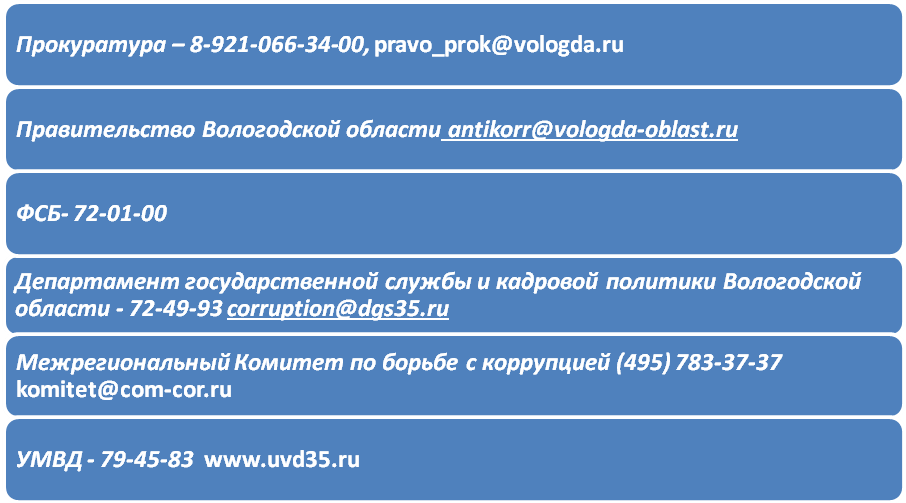 Прокуратура – 8-921-066-34-00, pravo_prok@vologda.ru
Правительство Вологодской области antikorr@vologda-oblast.ru
ФСБ- 72-01-00
Департамент государственной службы и кадровой политики Вологодской
области - 72-49-93 corruption@dgs35.ru
Межрегиональный Комитет по борьбе с коррупцией (495) 783-37-37
komitet@com-cor.ru
УМВД - 79-45-83 www.uvd35.ru